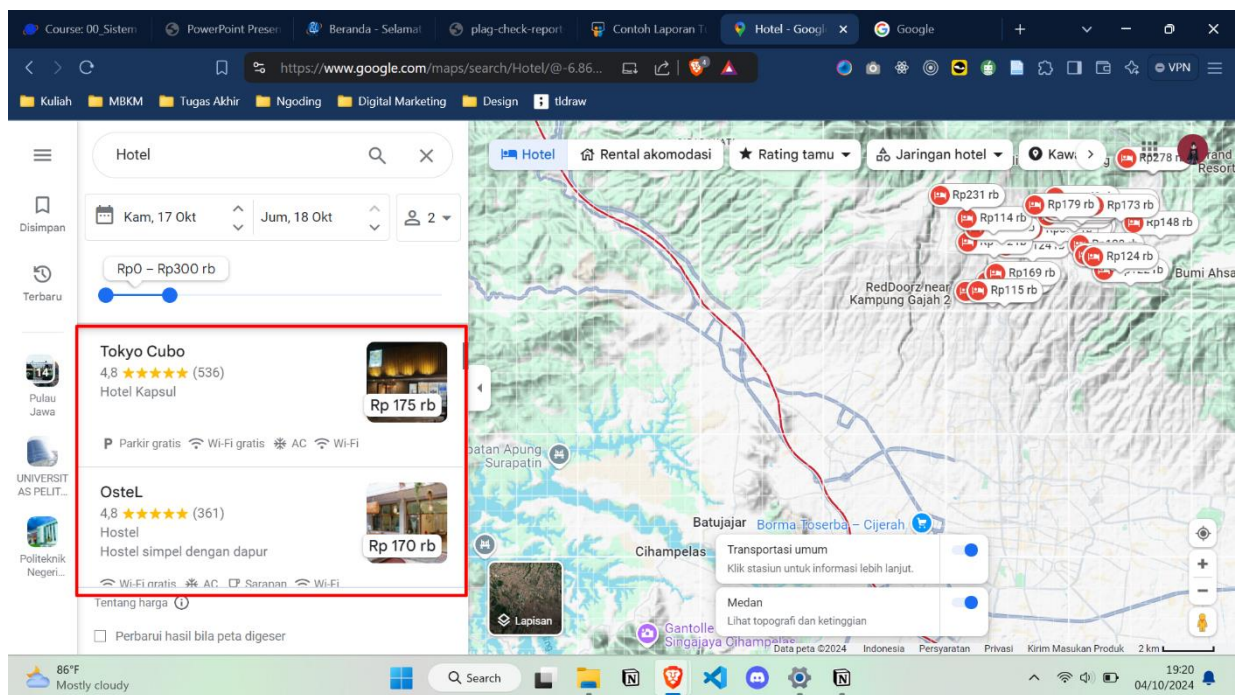 Course: 00_Sistem
PowerPoint Presen
Beranda - Selamat
plag-check-report
Contoh Laporan T
Hotel - Googl
Google
https://www.google.com/maps/search/Hotel/@-6.86...
4
VPN
Kuliah
MBKM
Tugas Akhir
Ngoding
Digital Marketing
Design
tldraw
Hotel
Disimpan
Terbaru
14
Pulau
Jawa
UNIVERSIT
AS PELIT...
Politeknik
Negeri...
Kam, 17 Okt
Jum, 18 Okt
2
Rp0 – Rp300 rb
Tokyo Cubo
4,8 ★★★★★ (536)
Hotel Kapsul
Rp 175 rb
P Parkir gratis Wi-Fi gratis AC Wi-Fi
OsteL
4,8 ★★★★★ (361)
Hostel
Hostel simpel dengan dapur
Rp 170 rb
Wi-Fi gratis AC Sarapan Wi-Fi
Tentang harga
Perbarui hasil bila peta digeser
Hotel
Rental akomodasi
Rating tamu
Jaringan hotel
Kawa
Rp278 r
rand
Resort
Rp231 rb
Rp179 rb
Rp173 rb
Rp114 rb
Rp148 rb
Rp124 rb
Rp169 rb
Bumi Ahsa
RedDoorz near
Kampung Gajah 2
Rp115 rb
patan Apung
Surapatin
Batujajar
Borma Toserba – Cijerah
Cihampelas
Transportasi umum
Klik stasiun untuk informasi lebih lanjut.
Medan
Lihat topografi dan ketinggian
Lapisan
Gantolle
Singajaya Cihampelas
Data peta ©2024
Indonesia
Persyaratan
Privasi
Kirim Masukan Produk
2 km
86°F
Mostly cloudy
Search
19:20
04/10/2024